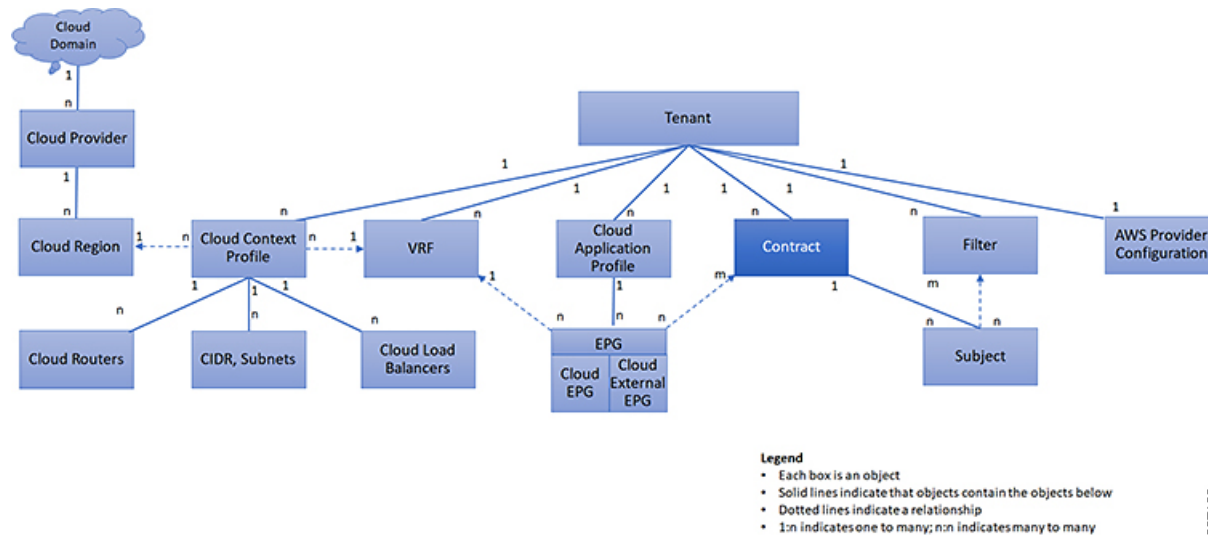 Cloud
Domain
1
n
Cloud Provider
Tenant
1
n
1
1
1
1
1
1
n
n
n
n
n
1
Cloud Region
1
n
Cloud Context
Profile
n
1
VRF
Cloud
Application
Profile
Contract
Filter
AWS Provider
Configuration
1
1
1
1
1
m
1
m
n
n
n
n
n
n
n
n
Cloud Routers
CIDR, Subnets
Cloud Load
Balancers
EPG
Cloud
EPG
Cloud
External
EPG
Subject
Legend
• Each box is an object
• Solid lines indicate that objects contain the objects below
• Dotted lines indicate a relationship
• 1:n indicates one to many; n:n indicates many to many